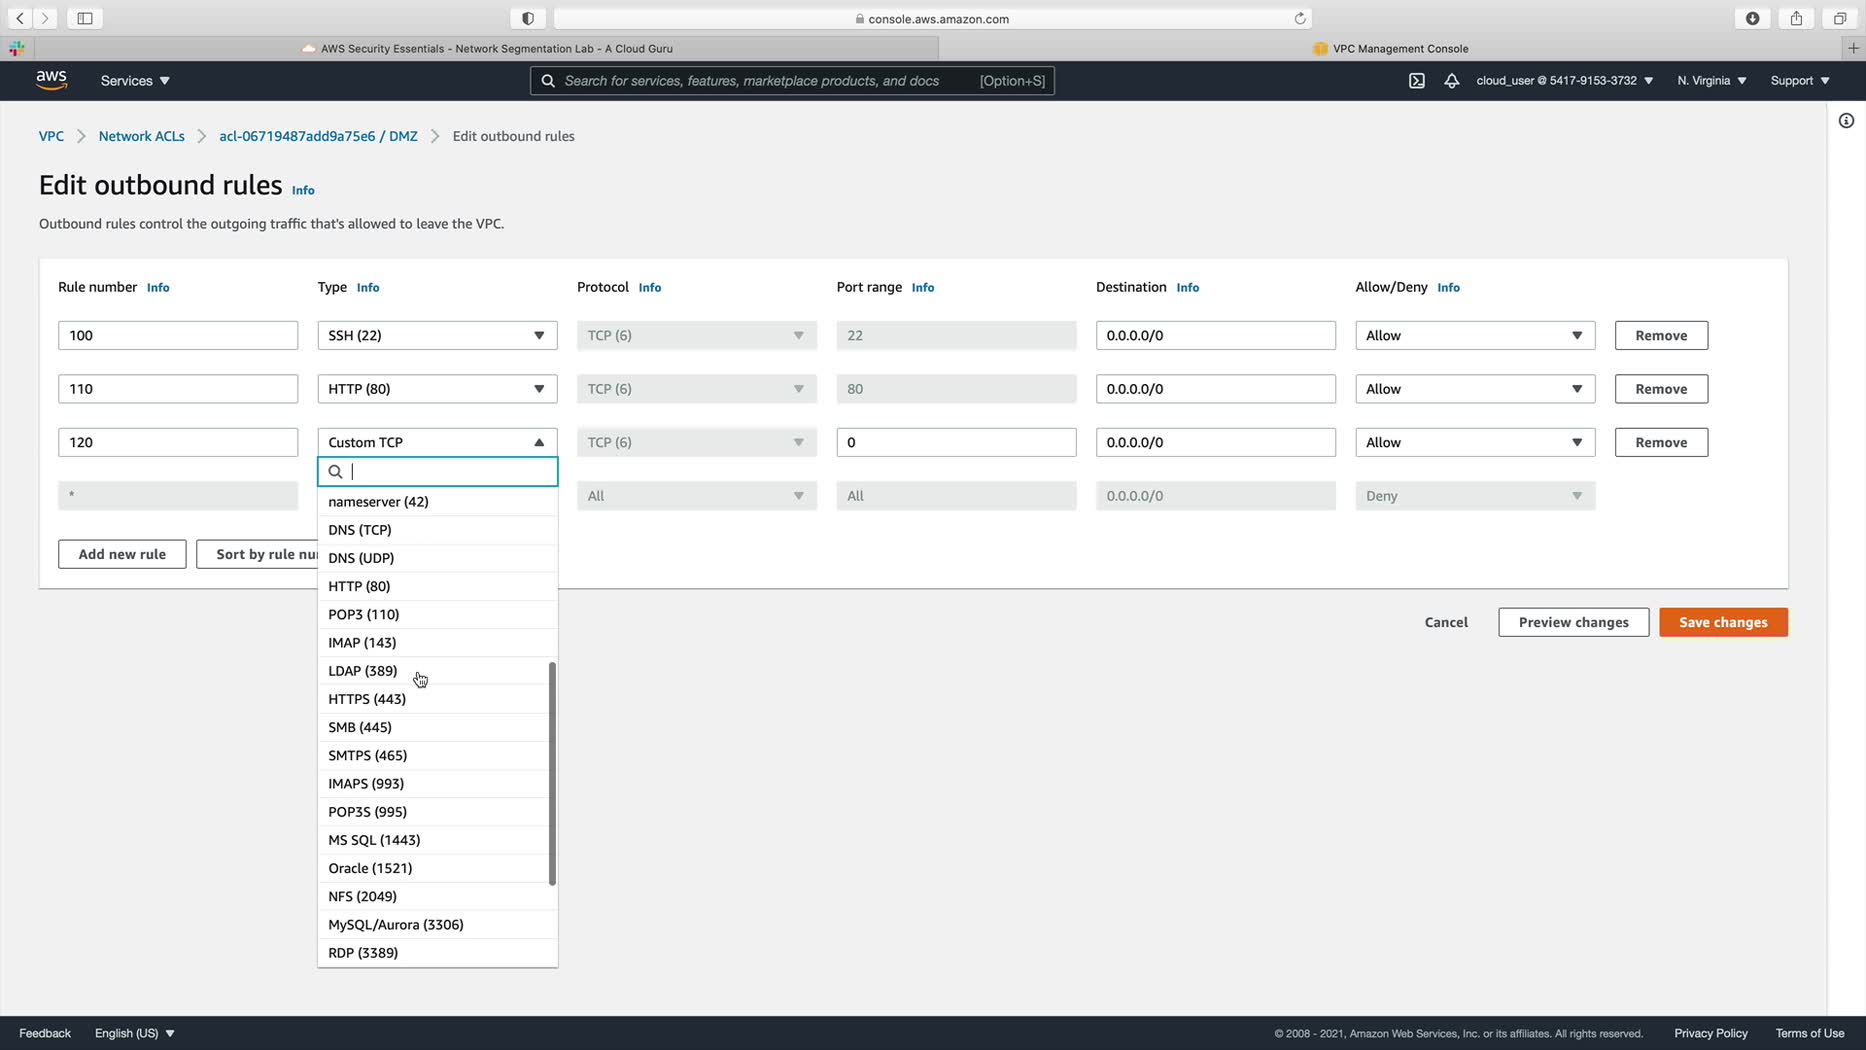 console.aws.amazon.com
AWS Security Essentials - Network Segmentation Lab - A Cloud Guru
VPC Management Console
aws
Services
Search for services, features, marketplace products, and docs [Option+S]
cloud_user @ 5417-9153-3732
N. Virginia
Support
VPC
Network ACLs
acl-06719487add9a75e6 / DMZ
Edit outbound rules
Edit outbound rules Info
Outbound rules control the outgoing traffic that's allowed to leave the VPC.
Rule number Info Type Info Protocol Info Port range Info Destination Info Allow/Deny Info
100 SSH (22) TCP (6) 22 0.0.0.0/0 Allow Remove
110 HTTP (80) TCP (6) 80 0.0.0.0/0 Allow Remove
120 Custom TCP TCP (6) 0 0.0.0.0/0 Allow Remove
* All All 0.0.0.0/0 Deny
nameserver (42)
DNS (TCP)
DNS (UDP)
HTTP (80)
POP3 (110)
IMAP (143)
LDAP (389)
HTTPS (443)
SMB (445)
SMTPS (465)
IMAPS (993)
POP3S (995)
MS SQL (1443)
Oracle (1521)
NFS (2049)
MySQL/Aurora (3306)
RDP (3389)
Add new rule
Sort by rule nu
Cancel
Preview changes
Save changes
Feedback
English (US)
© 2008 - 2021, Amazon Web Services, Inc. or its affiliates. All rights reserved.
Privacy Policy
Terms of Use